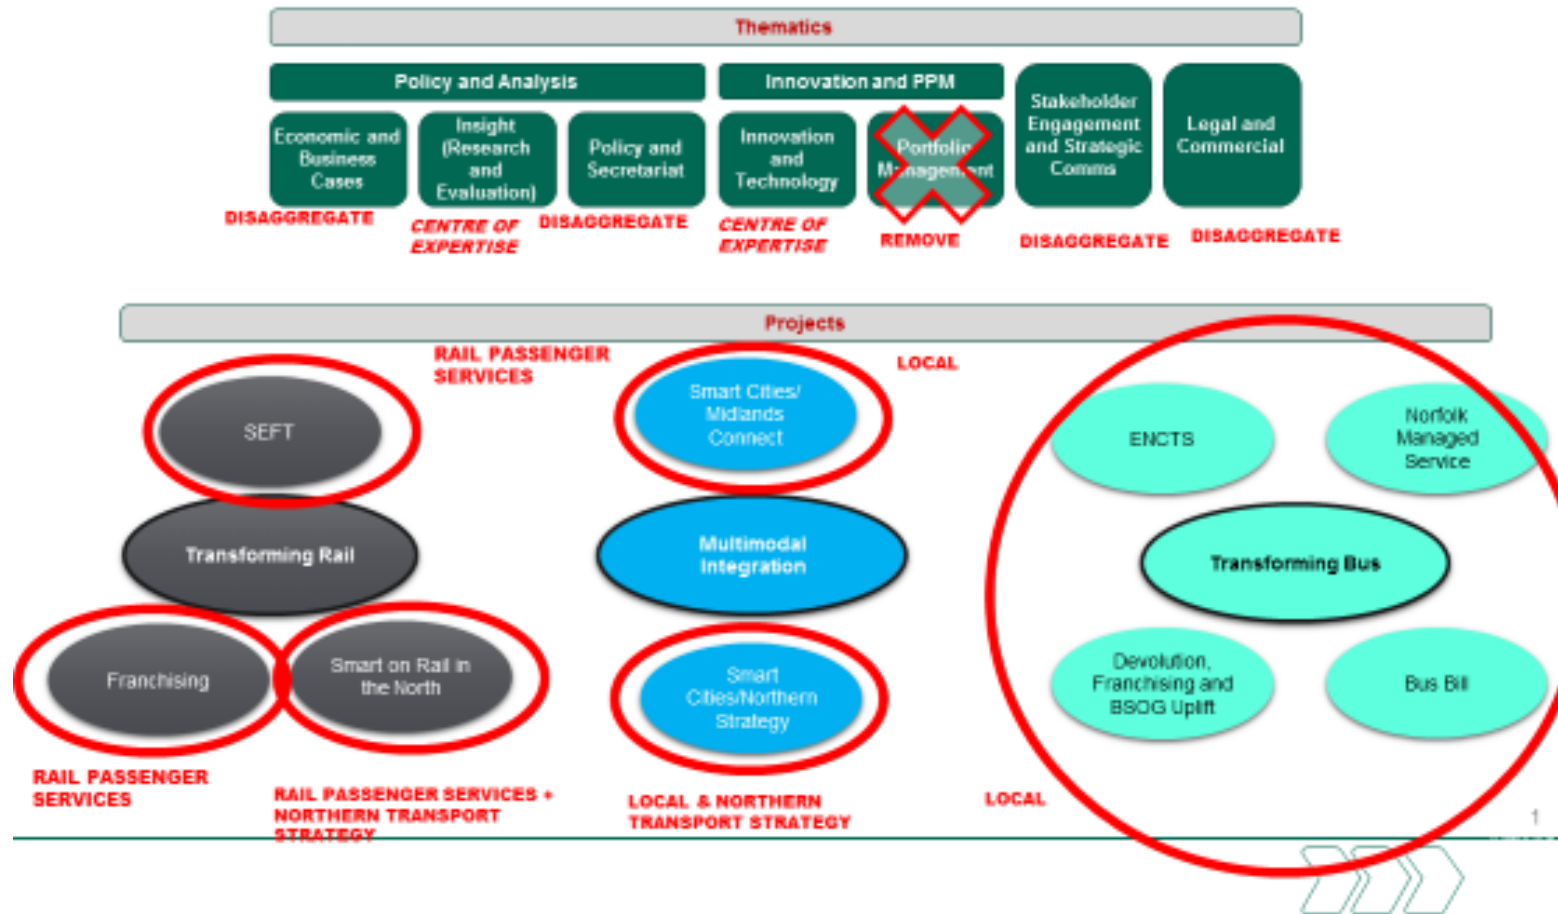 Thematics
Policy and Analysis
Innovation and PPM
Stakeholder
Engagement
and Strategic
Comms
Legal and
Commercial
Economic and
Business
Cases
Insight
(Research
and
Evaluation)
Policy and
Secretariat
Innovation
and
Technology
Portfolio
Management
DISAGGREGATE
CENTRE OF
EXPERTISE
DISAGGREGATE
CENTRE OF
EXPERTISE
REMOVE
DISAGGREGATE
DISAGGREGATE
Projects
RAIL PASSENGER
SERVICES
LOCAL
SEFT
Smart Cities/
Midlands
Connect
ENCTS
Norfolk
Managed
Service
Transforming Rail
Multimodal
Integration
Transforming Bus
Franchising
Smart on Rail in
the North
Smart
Cities/Northern
Strategy
Devolution,
Franchising and
BSOG Uplift
Bus Bill
RAIL PASSENGER
SERVICES
RAIL PASSENGER SERVICES +
NORTHERN TRANSPORT
STRATEGY
LOCAL & NORTHERN
TRANSPORT STRATEGY
LOCAL
1